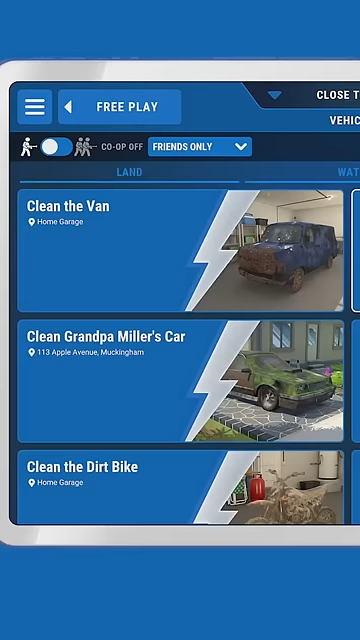 FREE PLAY
CLOSE T
VEHIC
CO-OP OFF
FRIENDS ONLY
LAND
WAT
Clean the Van
Home Garage
Clean Grandpa Miller's Car
113 Apple Avenue, Muckingham
Clean the Dirt Bike
Home Garage